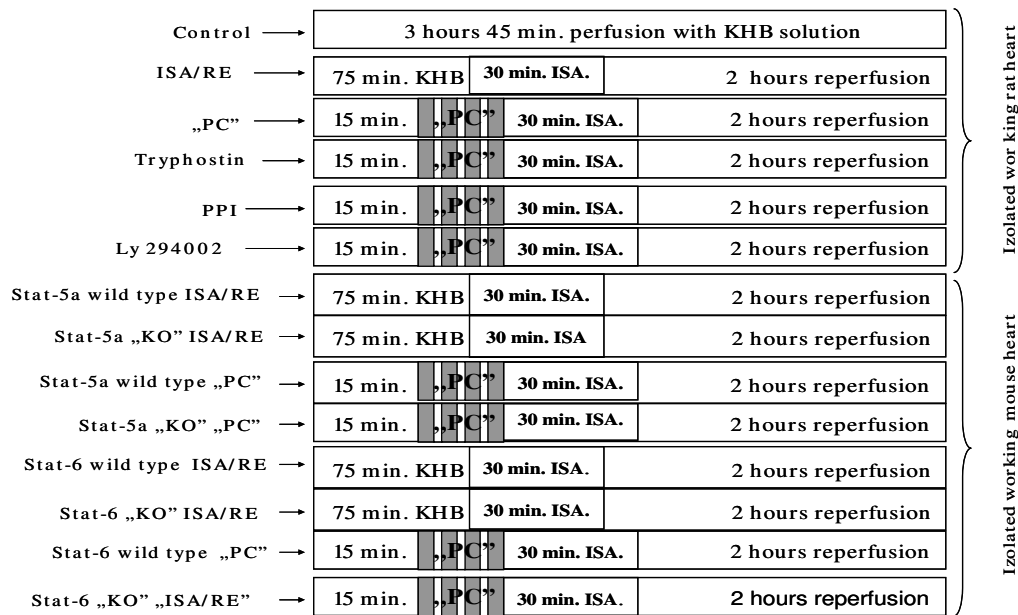 Control 3 hours 45 min. perfusion with KHB solution
ISA/RE 75 min. KHB 30 min. ISA. 2 hours reperfusion
„PC” 15 min. „PC” 30 min. ISA. 2 hours reperfusion
Tryphostin 15 min. „PC” 30 min. ISA. 2 hours reperfusion
PPI 15 min. „PC” 30 min. ISA. 2 hours reperfusion
Ly 294002 15 min. „PC” 30 min. ISA. 2 hours reperfusion
Izolated working rat heart
Stat-5a wild type ISA/RE 75 min. KHB 30 min. ISA. 2 hours reperfusion
Stat-5a „KO” ISA/RE 75 min. KHB 30 min. ISA 2 hours reperfusion
Stat-5a wild type „PC” 15 min. „PC” 30 min. ISA. 2 hours reperfusion
Stat-5a „KO” „PC” 15 min. „PC” 30 min. ISA. 2 hours reperfusion
Stat-6 wild type ISA/RE 75 min. KHB 30 min. ISA. 2 hours reperfusion
Stat-6 „KO” ISA/RE 75 min. KHB 30 min. ISA. 2 hours reperfusion
Stat-6 wild type „PC” 15 min. „PC” 30 min. ISA. 2 hours reperfusion
Stat-6 „KO” „ISA/RE” 15 min. „PC” 30 min. ISA. 2 hours reperfusion
Izolated working mouse heart